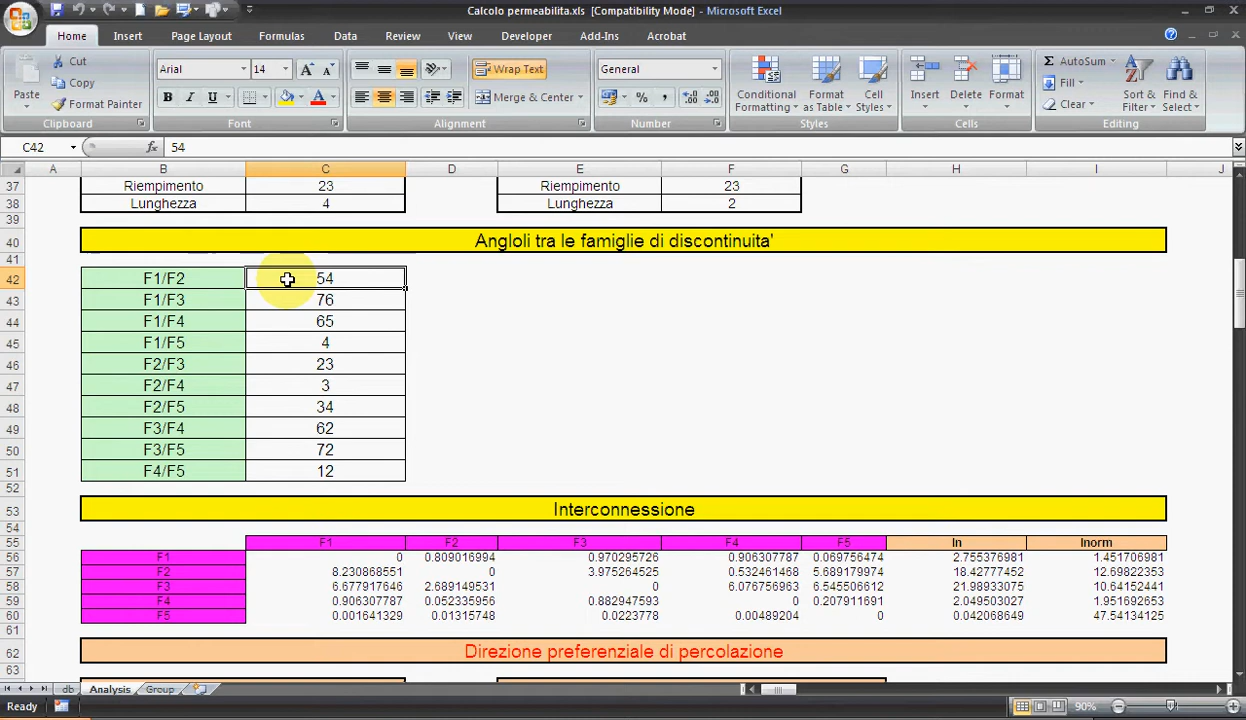 Calcolo permeabilita.xls [Compatibility Mode] - Microsoft Excel
Home Insert Page Layout Formulas Data Review View Developer Add-Ins Acrobat
Paste
Cut
Copy
Format Painter
Clipboard
Arial 14
B I U
Font
Wrap Text
Merge & Center
Alignment
General
Number
Conditional Formatting
Format as Table
Cell Styles
Styles
Insert Delete Format
Cells
AutoSum
Fill
Clear
Sort & Filter
Find & Select
Editing
C42 fx 54
A B C D E F G H I J
37 Riempimento 23 Riempimento 23
38 Lunghezza 4 Lunghezza 2
39
40 Angloli tra le famiglie di discontinuita'
41
42 F1/F2 54
43 F1/F3 76
44 F1/F4 65
45 F1/F5 4
46 F2/F3 23
47 F2/F4 3
48 F2/F5 34
49 F3/F4 62
50 F3/F5 72
51 F4/F5 12
52
53 Interconnessione
54
55 F1 F2 F3 F4 F5 In Inorm
56 F1 0 0.809016994 0.970295726 0.906307787 0.069756474 2.755376981 1.451706981
57 F2 8.230868551 0 3.975264525 0.532461468 5.689179974 18.42777452 12.69822353
58 F3 6.677917646 2.689149531 0 6.076756963 6.545506612 21.98933075 10.64152441
59 F4 0.906307787 0.052335956 0.882947593 0 0.207911691 2.049503027 1.951692653
60 F5 0.001641329 0.01315748 0.0223778 0.00489204 0 0.042068649 47.54134125
61
62 Direzione preferenziale di percolazione
63
db Analysis Group
Ready 90%